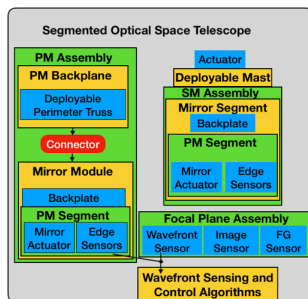 Segmented Optical Space Telescope
PM Assembly
PM Backplane
Deployable
Perimeter Truss
Connector
Mirror Module
Backplate
PM Segment
Mirror
Actuator
Edge
Sensors
Actuator
Deployable Mast
SM Assembly
Mirror Segment
Backplate
PM Segment
Mirror
Actuator
Edge
Sensors
Focal Plane Assembly
Wavefront
Sensor
Image
Sensor
FG
Sensor
Wavefront Sensing and
Control Algorithms